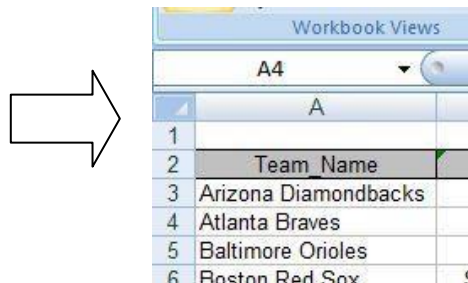 Workbook Views
A4
A
1
2 Team_Name
3 Arizona Diamondbacks
4 Atlanta Braves
5 Baltimore Orioles
6 Boston Red Sox